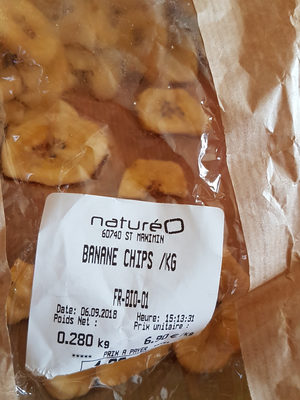 naturéO
60740 ST MAXIMIN
BANANE CHIPS /KG
FR-BIO-01
Date: 06.09.2018 Heure: 15:13:31
Poids Net : Prix unitaire :
0.280 kg 6.90 €/kg
***** PRIX A PAYER